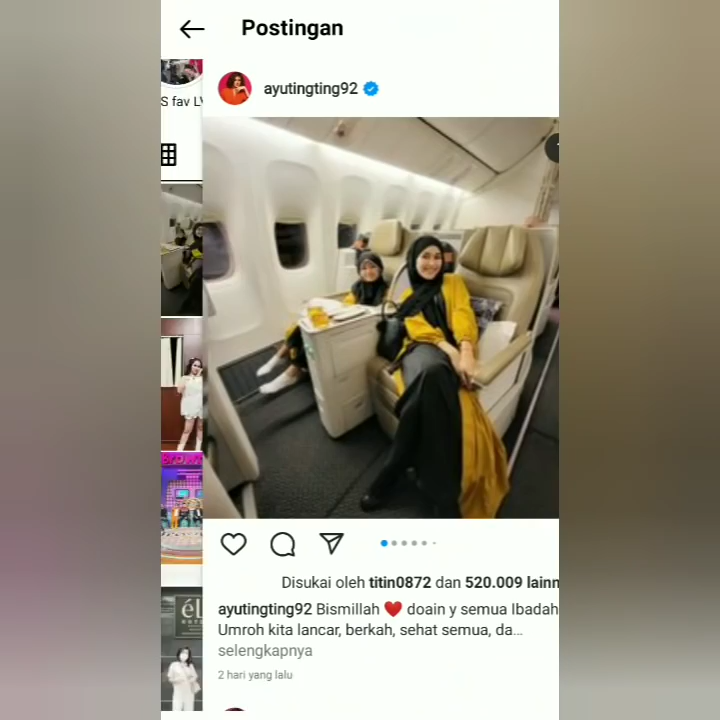 Postingan
ayutingting92
S fav LV
Disukai oleh titin0872 dan 520.009 lainn
ayutingting92 Bismillah ❤️ doain y semua Ibadah
Umroh kita lancar, berkah, sehat semua, da...
selengkapnya
2 hari yang lalu
él